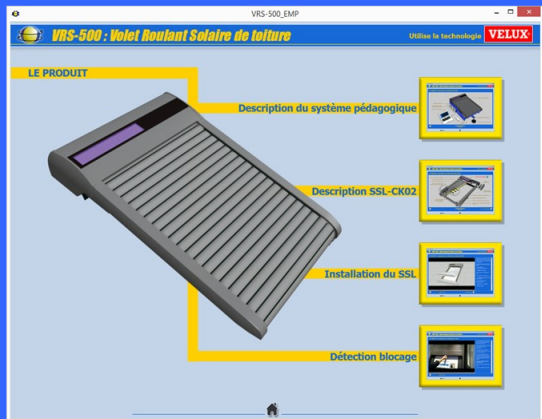 VRS-500_EMP
VRS-500 : Volet Roulant Solaire de toiture
Utilise la technologie VELUX
LE PRODUIT
Description du système pédagogique
Description SSL-CK02
Installation du SSL
Détection blocage